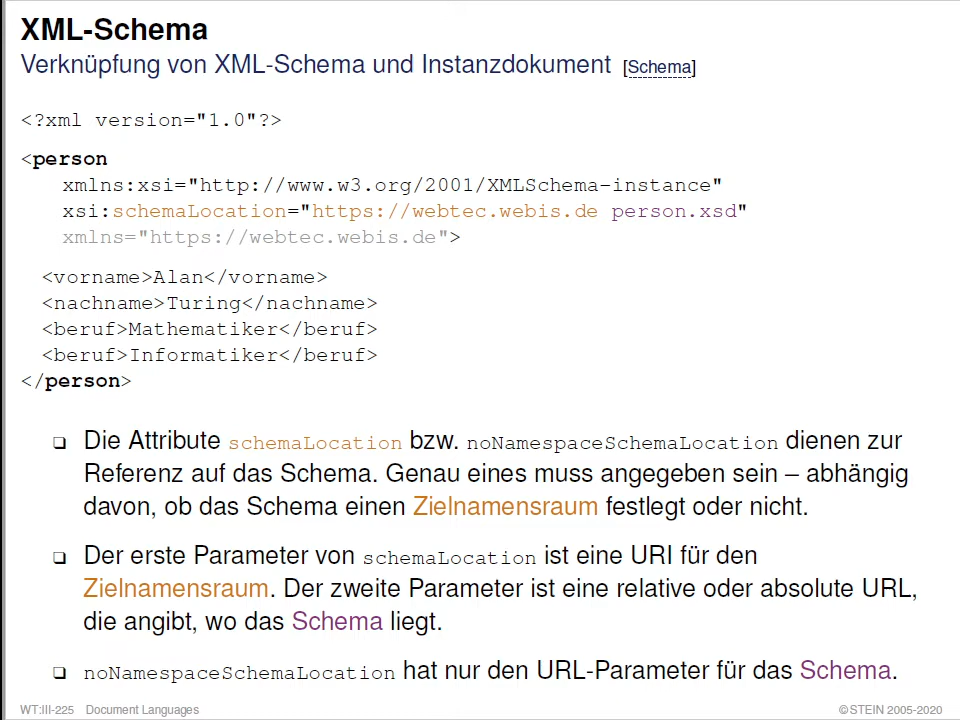 XML-Schema
Verknüpfung von XML-Schema und Instanzdokument [Schema]
<?xml version="1.0"?>
<person
xmlns:xsi="http://www.w3.org/2001/XMLSchema-instance"
xsi:schemaLocation="https://webtec.webis.de person.xsd"
xmlns="https://webtec.webis.de">
<vorname>Alan</vorname>
<nachname>Turing</nachname>
<beruf>Mathematiker</beruf>
<beruf>Informatiker</beruf>
</person>
❑ Die Attribute schemaLocation bzw. noNamespaceSchemaLocation dienen zur
Referenz auf das Schema. Genau eines muss angegeben sein – abhängig
davon, ob das Schema einen Zielnamensraum festlegt oder nicht.
❑ Der erste Parameter von schemaLocation ist eine URI für den
Zielnamensraum. Der zweite Parameter ist eine relative oder absolute URL,
die angibt, wo das Schema liegt.
❑ noNamespaceSchemaLocation hat nur den URL-Parameter für das Schema.
WT:III-225 Document Languages ©STEIN 2005-2020